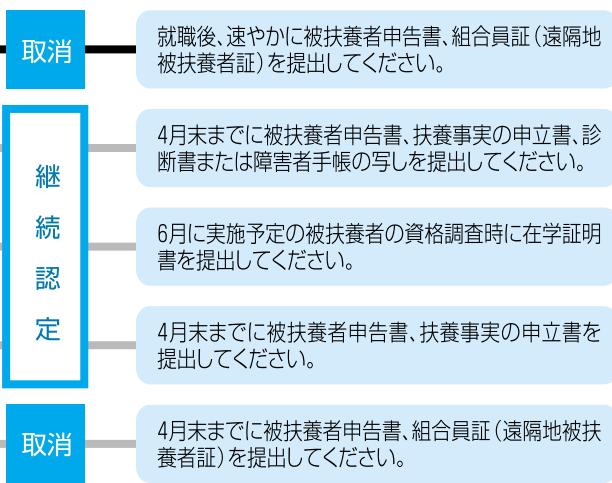 取消
就職後、速やかに被扶養者申告書、組合員証（遠隔地
被扶養者証）を提出してください。
継続認定
4月末までに被扶養者申告書、扶養事実の申立書、診
断書または障害者手帳の写しを提出してください。
6月に実施予定の被扶養者の資格調査時に在学証明
書を提出してください。
4月末までに被扶養者申告書、扶養事実の申立書を
提出してください。
取消
4月末までに被扶養者申告書、組合員証（遠隔地被扶
養者証）を提出してください。